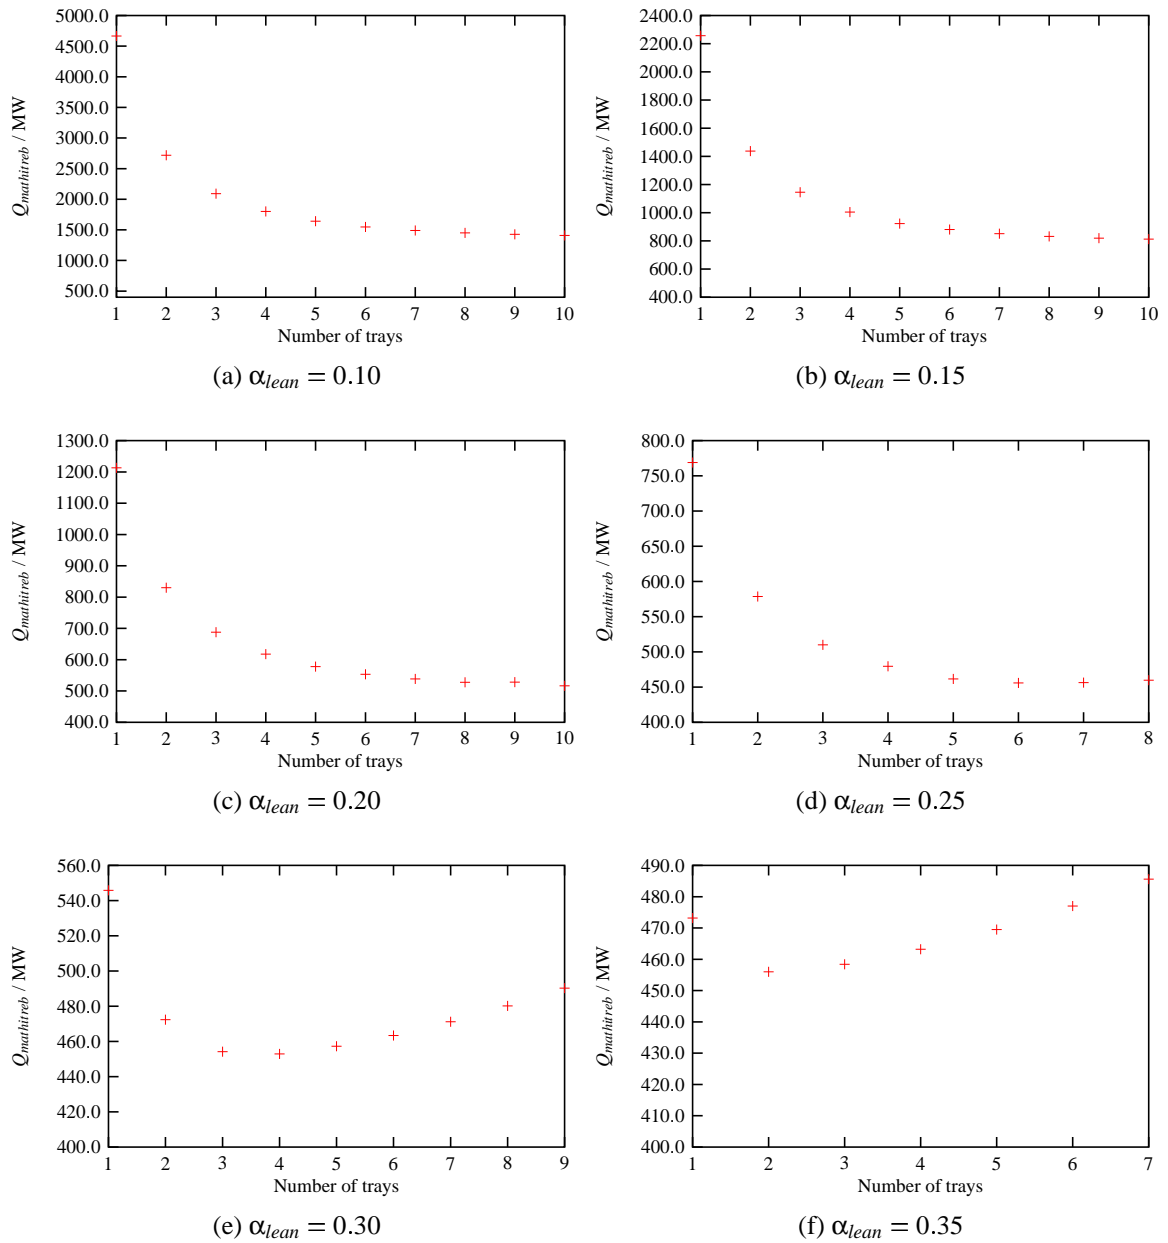 5000.0
4500.0
4000.0
3500.0
3000.0
2500.0
2000.0
1500.0
1000.0
500.0
Q_mathitreb / MW
1 2 3 4 5 6 7 8 9 10
Number of trays
(a) α_lean = 0.10
2400.0
2200.0
2000.0
1800.0
1600.0
1400.0
1200.0
1000.0
800.0
600.0
400.0
Q_mathitreb / MW
1 2 3 4 5 6 7 8 9 10
Number of trays
(b) α_lean = 0.15
1300.0
1200.0
1100.0
1000.0
900.0
800.0
700.0
600.0
500.0
400.0
Q_mathitreb / MW
1 2 3 4 5 6 7 8 9 10
Number of trays
(c) α_lean = 0.20
800.0
750.0
700.0
650.0
600.0
550.0
500.0
450.0
400.0
Q_mathitreb / MW
1 2 3 4 5 6 7 8
Number of trays
(d) α_lean = 0.25
560.0
540.0
520.0
500.0
480.0
460.0
440.0
420.0
400.0
Q_mathitreb / MW
1 2 3 4 5 6 7 8 9
Number of trays
(e) α_lean = 0.30
490.0
480.0
470.0
460.0
450.0
440.0
430.0
420.0
410.0
400.0
Q_mathitreb / MW
1 2 3 4 5 6 7
Number of trays
(f) α_lean = 0.35